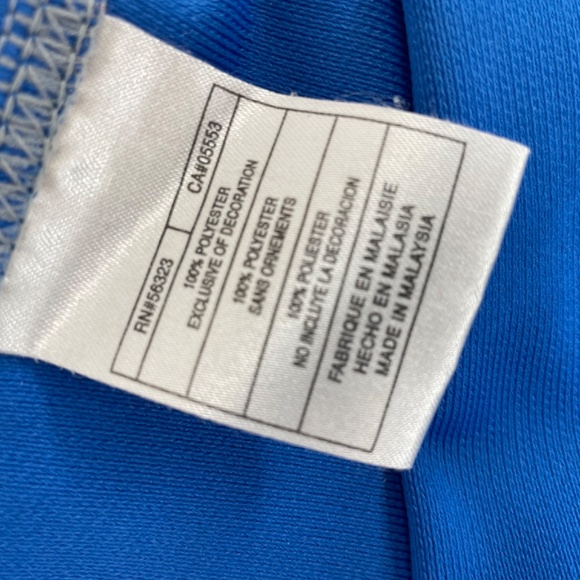 RN#56323 CA#05553
100% POLYESTER
EXCLUSIVE OF DECORATION
100% POLYESTER
SANS ORNEMENTS
100% POLIESTER
NO INCLUYE LA DECORACION
FABRIQUE EN MALAISIE
HECHO EN MALASIA
MADE IN MALAYSIA